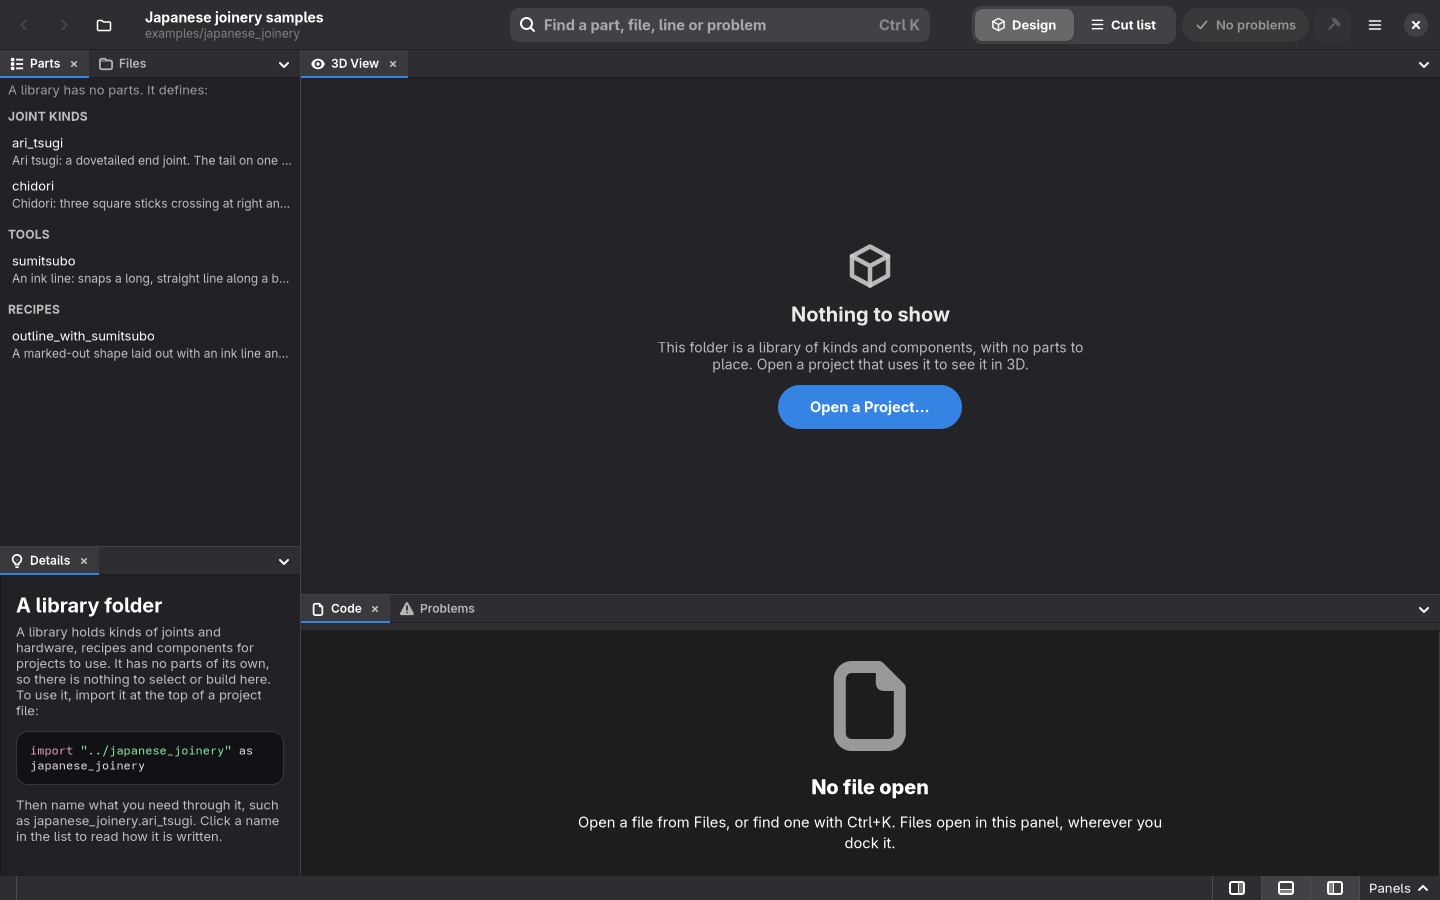 Japanese joinery samples
examples/japanese_joinery
Find a part, file, line or problem
Ctrl K
Design
Cut list
No problems
Parts
Files
A library has no parts. It defines:
JOINT KINDS
ari_tsugi
Ari tsugi: a dovetailed end joint. The tail on one ...
chidori
Chidori: three square sticks crossing at right an...
TOOLS
sumitsubo
An ink line: snaps a long, straight line along a b...
RECIPES
outline_with_sumitsubo
A marked-out shape laid out with an ink line an...
3D View
Nothing to show
This folder is a library of kinds and components, with no parts to
place. Open a project that uses it to see it in 3D.
Open a Project...
Details
A library folder
A library holds kinds of joints and
hardware, recipes and components for
projects to use. It has no parts of its own,
so there is nothing to select or build here.
To use it, import it at the top of a project
file:
import "../japanese_joinery" as
japanese_joinery
Then name what you need through it, such
as japanese_joinery.ari_tsugi. Click a name
in the list to read how it is written.
Code
Problems
No file open
Open a file from Files, or find one with Ctrl+K. Files open in this panel, wherever you
dock it.
Panels